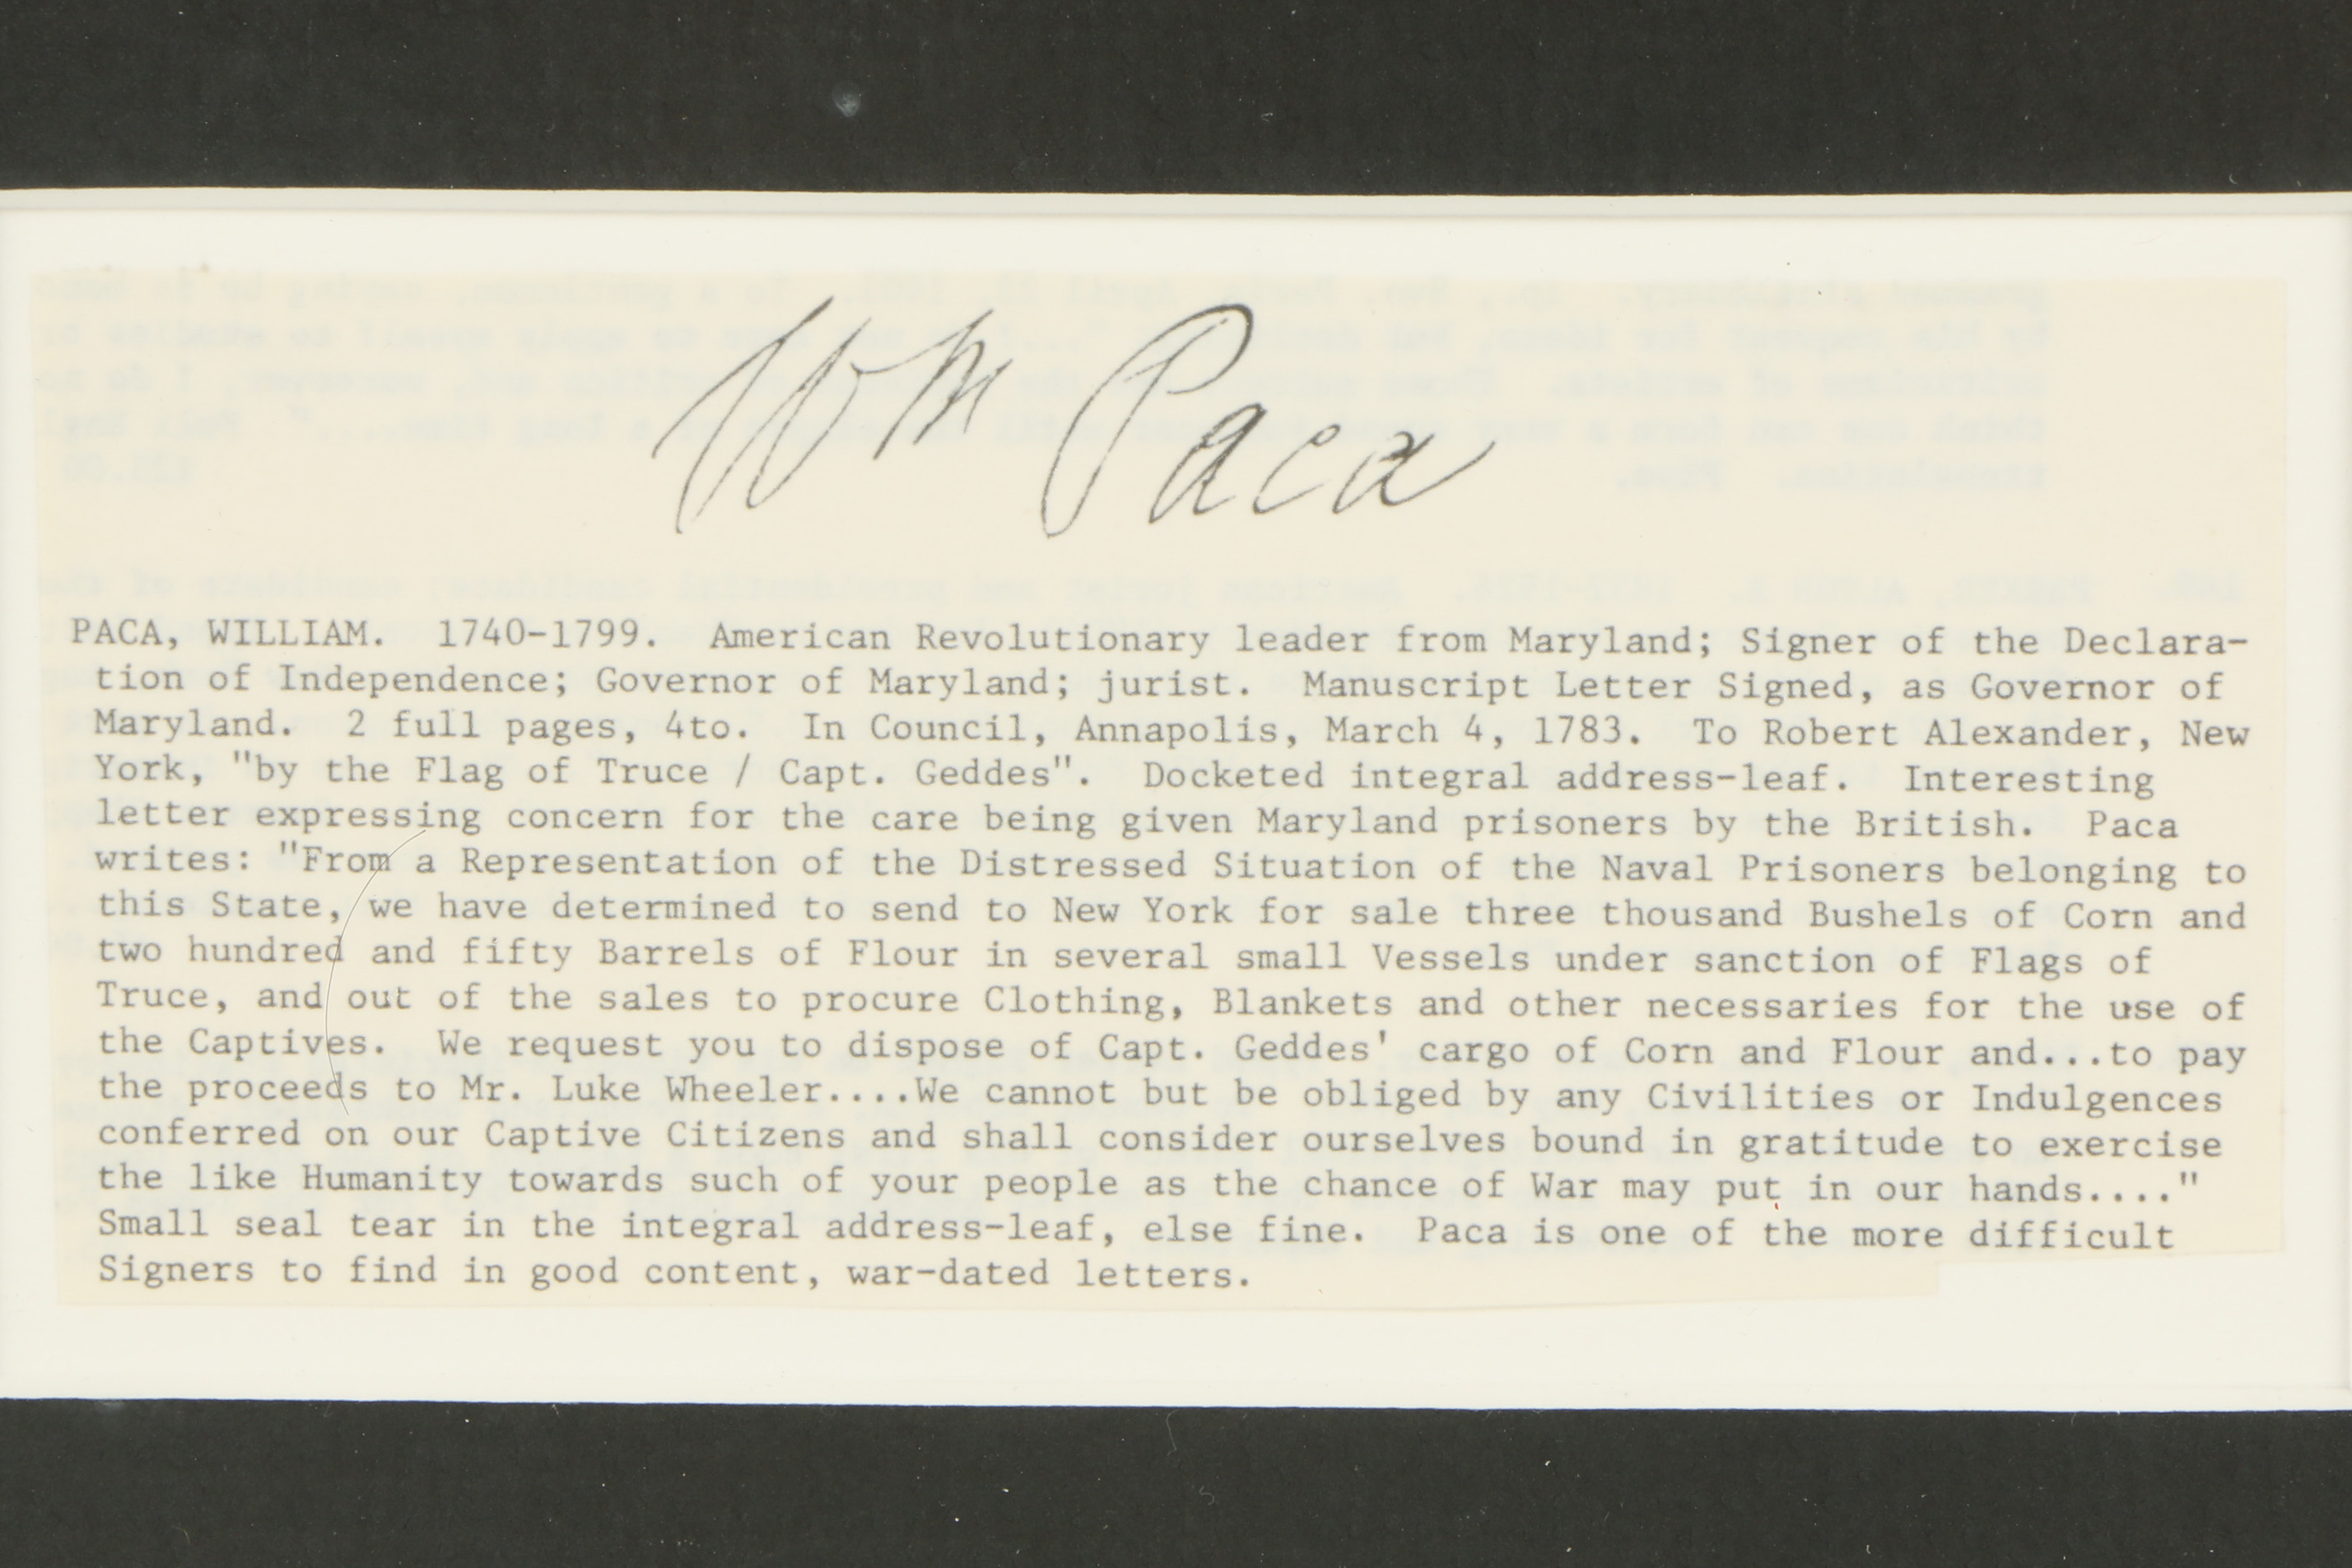 Wm Paca
PACA, WILLIAM. 1740-1799. American Revolutionary leader from Maryland; Signer of the Declara-
tion of Independence; Governor of Maryland; jurist. Manuscript Letter Signed, as Governor of
Maryland. 2 full pages, 4to. In Council, Annapolis, March 4, 1783. To Robert Alexander, New
York, "by the Flag of Truce / Capt. Geddes". Docketed integral address-leaf. Interesting
letter expressing concern for the care being given Maryland prisoners by the British. Paca
writes: "From a Representation of the Distressed Situation of the Naval Prisoners belonging to
this State, we have determined to send to New York for sale three thousand Bushels of Corn and
two hundred and fifty Barrels of Flour in several small Vessels under sanction of Flags of
Truce, and out of the sales to procure Clothing, Blankets and other necessaries for the use of
the Captives. We request you to dispose of Capt. Geddes' cargo of Corn and Flour and...to pay
the proceeds to Mr. Luke Wheeler....We cannot but be obliged by any Civilities or Indulgences
conferred on our Captive Citizens and shall consider ourselves bound in gratitude to exercise
the like Humanity towards such of your people as the chance of War may put in our hands...."
Small seal tear in the integral address-leaf, else fine. Paca is one of the more difficult
Signers to find in good content, war-dated letters.